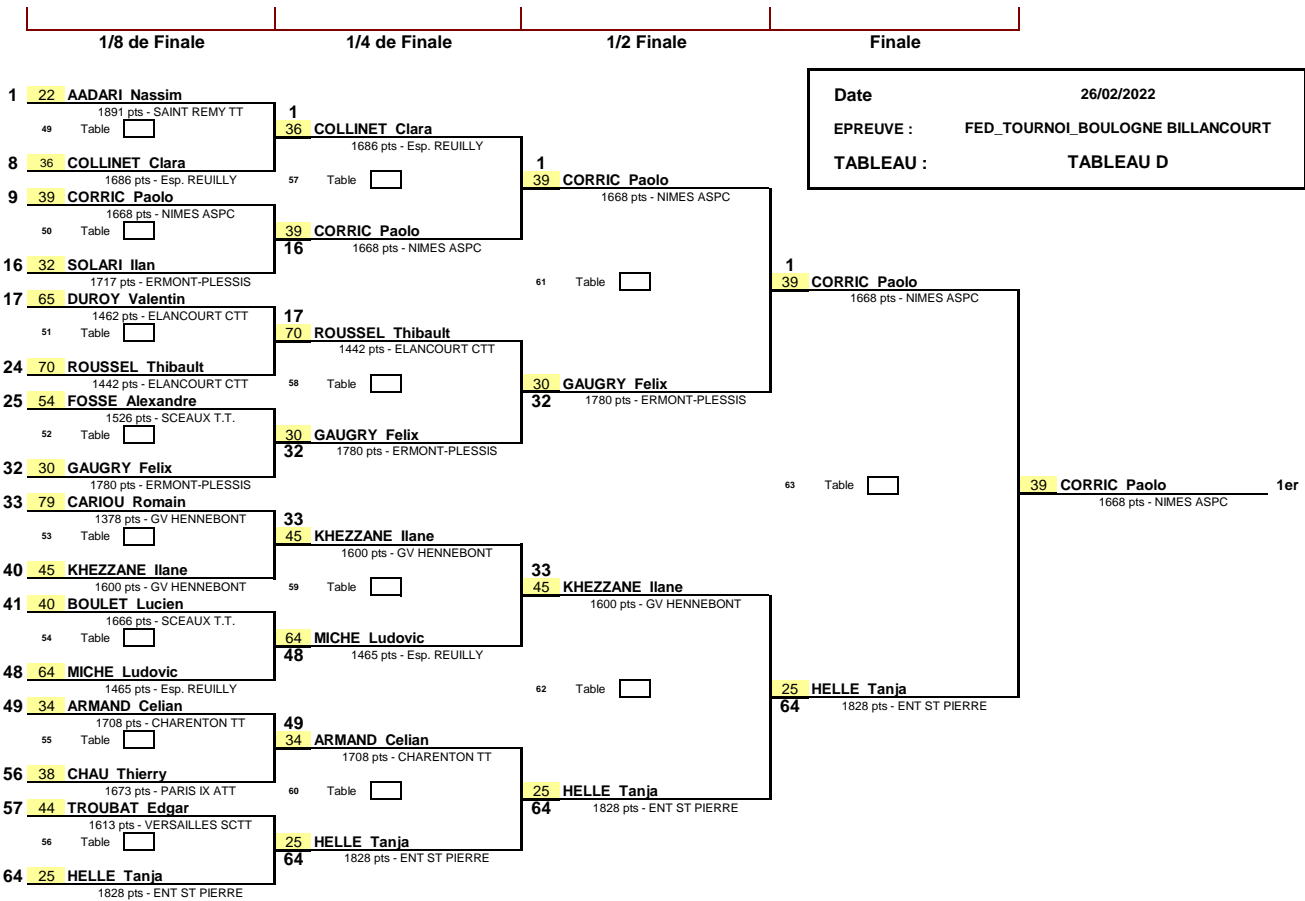 1/8 de Finale 1/4 de Finale 1/2 Finale Finale
Date 26/02/2022
EPREUVE : FED_TOURNOI_BOULOGNE BILLANCOURT
TABLEAU : TABLEAU D
1 22 AADARI Nassim
1891 pts - SAINT REMY TT
49 Table
8 36 COLLINET Clara
1686 pts - Esp. REUILLY
9 39 CORRIC Paolo
1668 pts - NIMES ASPC
50 Table
16 32 SOLARI Ilan
1717 pts - ERMONT-PLESSIS
17 65 DUROY Valentin
1462 pts - ELANCOURT CTT
51 Table
24 70 ROUSSEL Thibault
1442 pts - ELANCOURT CTT
25 54 FOSSE Alexandre
1526 pts - SCEAUX T.T.
52 Table
32 30 GAUGRY Felix
1780 pts - ERMONT-PLESSIS
33 79 CARIOU Romain
1378 pts - GV HENNEBONT
53 Table
40 45 KHEZZANE Ilane
1600 pts - GV HENNEBONT
41 40 BOULET Lucien
1666 pts - SCEAUX T.T.
54 Table
48 64 MICHE Ludovic
1465 pts - Esp. REUILLY
49 34 ARMAND Celian
1708 pts - CHARENTON TT
55 Table
56 38 CHAU Thierry
1673 pts - PARIS IX ATT
57 44 TROUBAT Edgar
1613 pts - VERSAILLES SCTT
56 Table
64 25 HELLE Tanja
1828 pts - ENT ST PIERRE
1
36 COLLINET Clara
1686 pts - Esp. REUILLY
57 Table
39 CORRIC Paolo
16 1668 pts - NIMES ASPC
17
70 ROUSSEL Thibault
1442 pts - ELANCOURT CTT
58 Table
30 GAUGRY Felix
32 1780 pts - ERMONT-PLESSIS
33
45 KHEZZANE Ilane
1600 pts - GV HENNEBONT
59 Table
64 MICHE Ludovic
48 1465 pts - Esp. REUILLY
49
34 ARMAND Celian
1708 pts - CHARENTON TT
60 Table
25 HELLE Tanja
64 1828 pts - ENT ST PIERRE
1
39 CORRIC Paolo
1668 pts - NIMES ASPC
61 Table
30 GAUGRY Felix
32 1780 pts - ERMONT-PLESSIS
33
45 KHEZZANE Ilane
1600 pts - GV HENNEBONT
62 Table
25 HELLE Tanja
64 1828 pts - ENT ST PIERRE
1
39 CORRIC Paolo
1668 pts - NIMES ASPC
63 Table
25 HELLE Tanja
64 1828 pts - ENT ST PIERRE
39 CORRIC Paolo 1er
1668 pts - NIMES ASPC